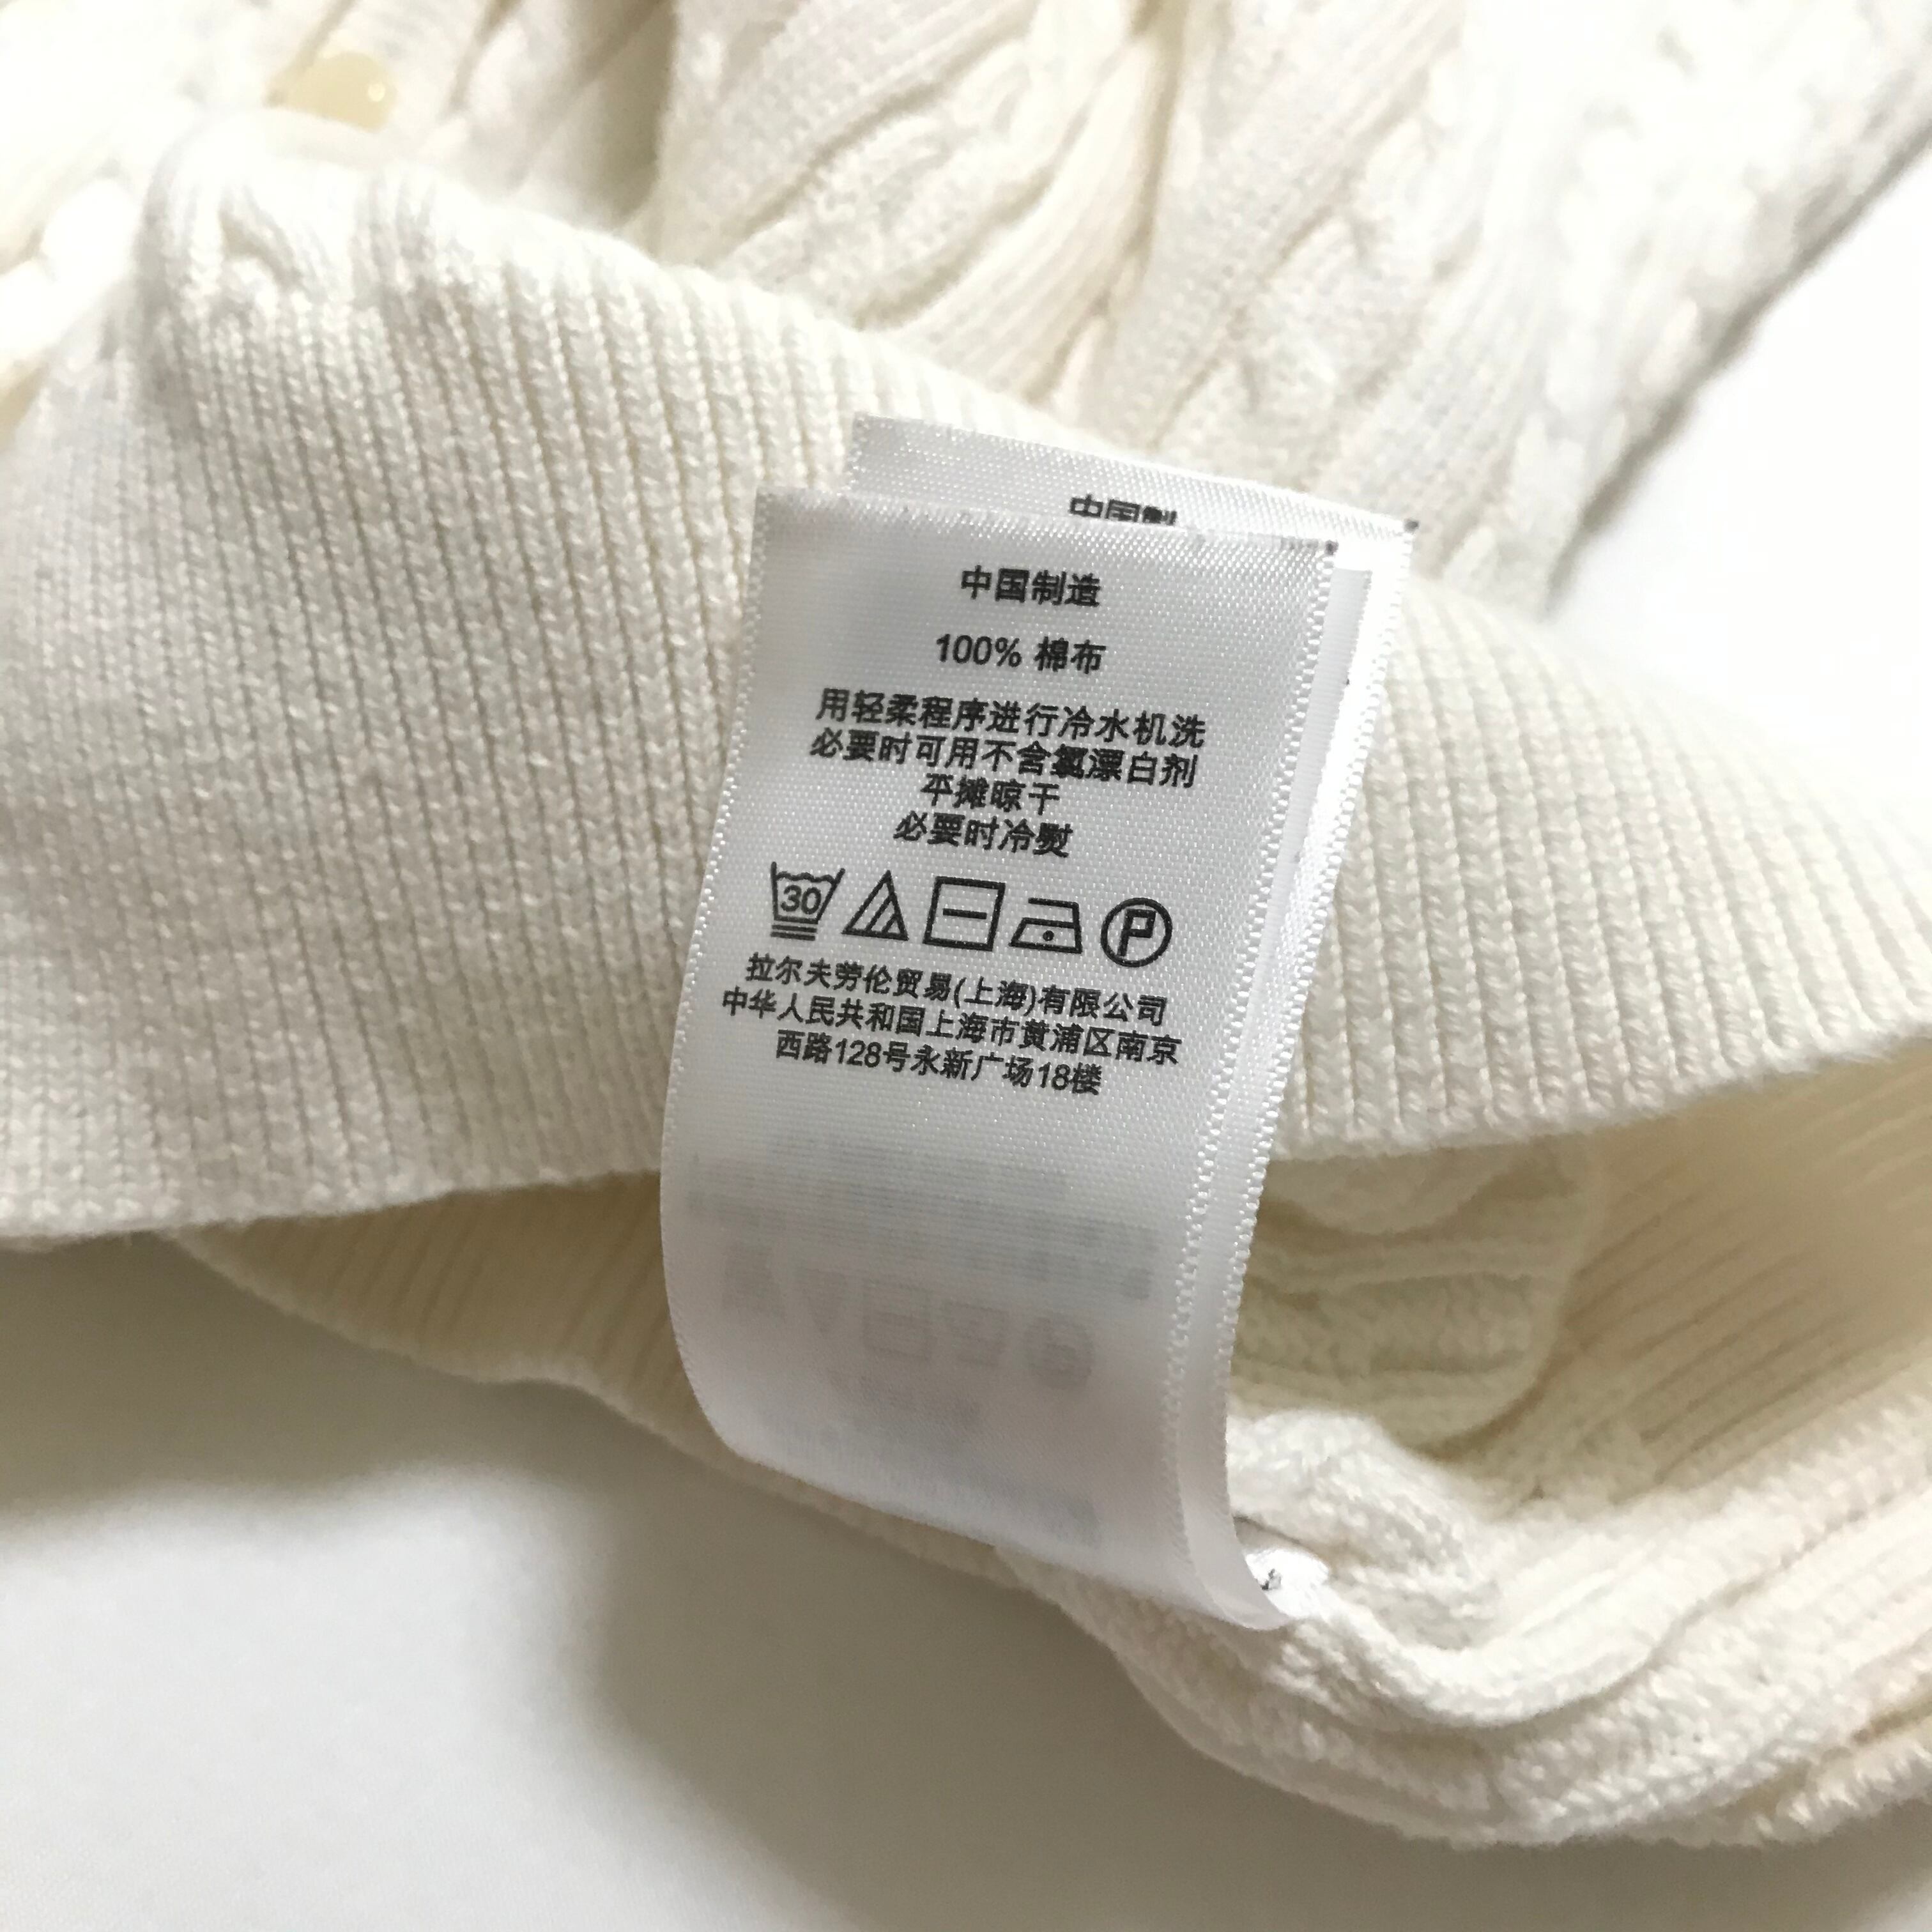 中国制
中国制造
100% 棉布
用轻柔程序进行冷水机洗
必要时可用不含氯漂白剂
平摊晾干
必要时冷熨
30
P
拉尔夫劳伦贸易(上海)有限公司
中华人民共和国上海市黄浦区南京
西路128号永新广场18楼